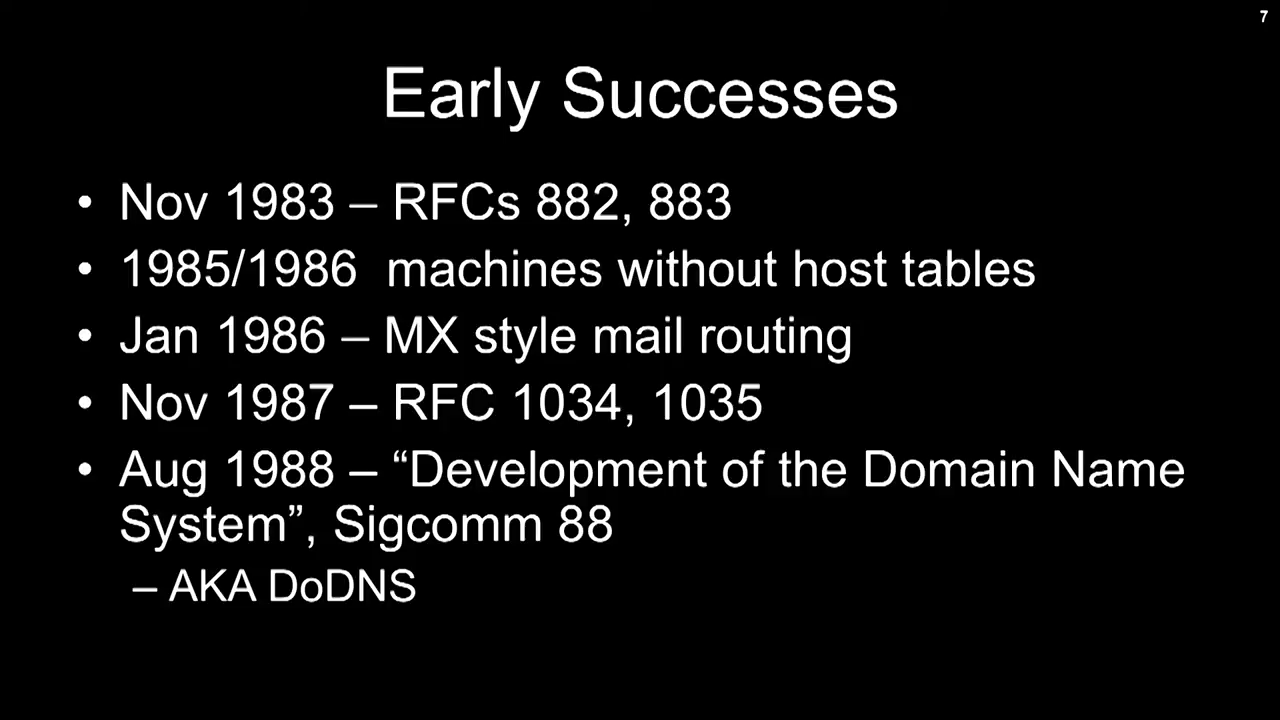 7
Early Successes
• Nov 1983 – RFCs 882, 883
• 1985/1986  machines without host tables
• Jan 1986 – MX style mail routing
• Nov 1987 – RFC 1034, 1035
• Aug 1988 – “Development of the Domain Name
System”, Sigcomm 88
– AKA DoDNS